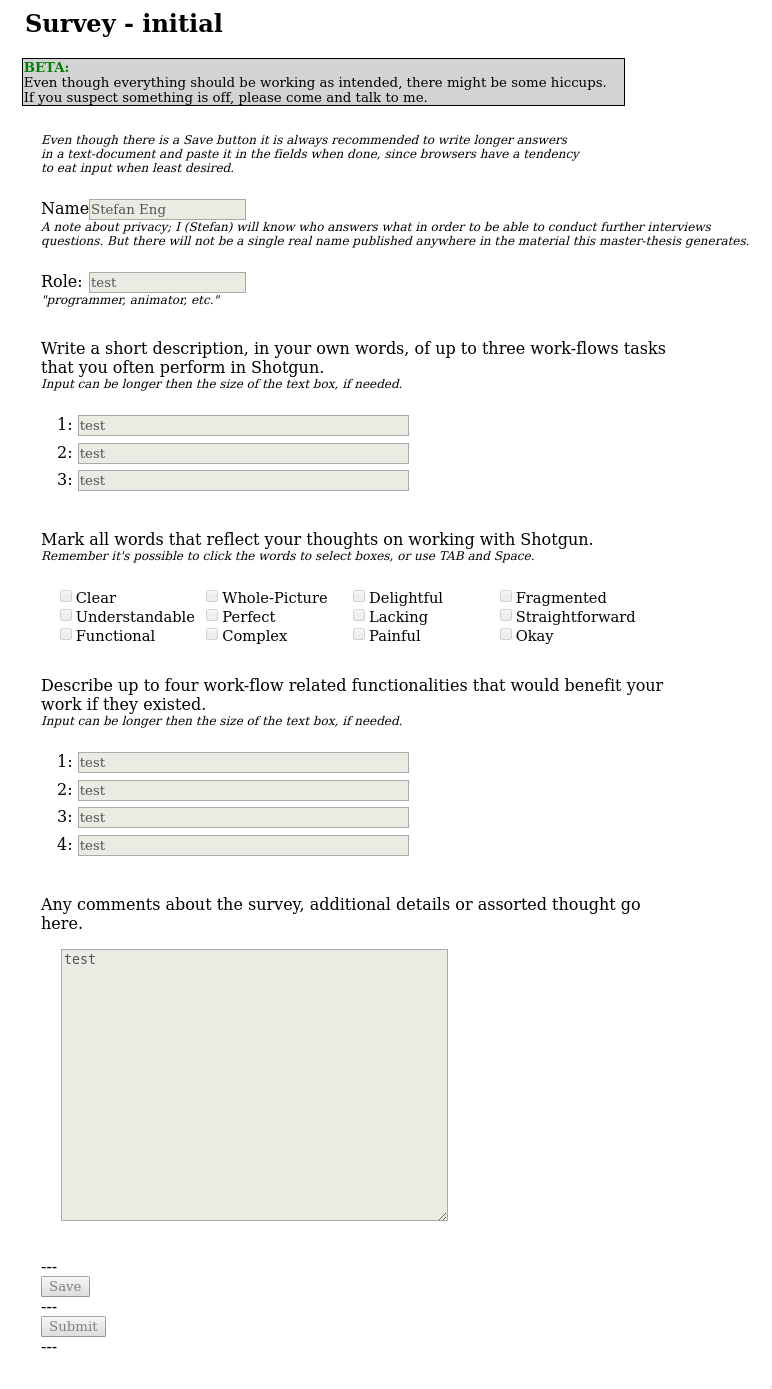 Survey - initial
BETA:
Even though everything should be working as intended, there might be some hiccups.
If you suspect something is off, please come and talk to me.
Even though there is a Save button it is always recommended to write longer answers
in a text-document and paste it in the fields when done, since browsers have a tendency
to eat input when least desired.
Name Stefan Eng
A note about privacy; I (Stefan) will know who answers what in order to be able to conduct further interviews
questions. But there will not be a single real name published anywhere in the material this master-thesis generates.
Role: test
"programmer, animator, etc."
Write a short description, in your own words, of up to three work-flows tasks
that you often perform in Shotgun.
Input can be longer then the size of the text box, if needed.
1: test
2: test
3: test
Mark all words that reflect your thoughts on working with Shotgun.
Remember it's possible to click the words to select boxes, or use TAB and Space.
Clear Whole-Picture Delightful Fragmented
Understandable Perfect Lacking Straightforward
Functional Complex Painful Okay
Describe up to four work-flow related functionalities that would benefit your
work if they existed.
Input can be longer then the size of the text box, if needed.
1: test
2: test
3: test
4: test
Any comments about the survey, additional details or assorted thought go
here.
test
---
Save
---
Submit
---